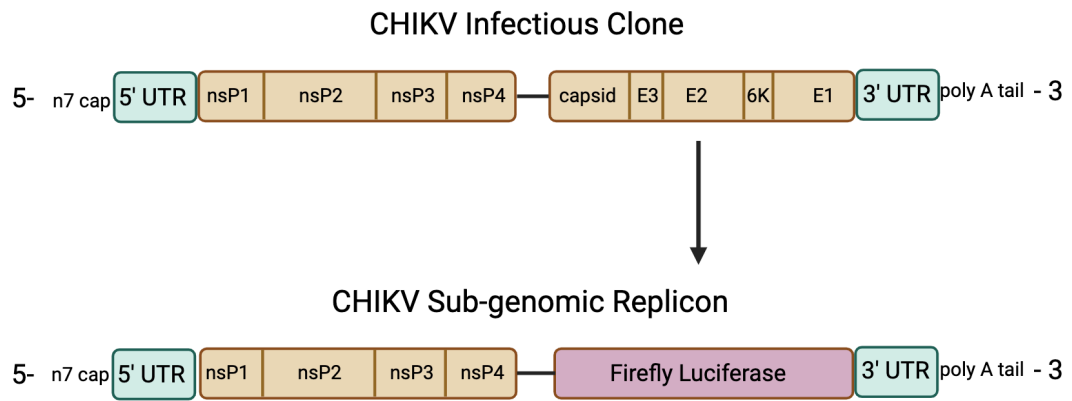 CHIKV Infectious Clone
5- n7 cap 5' UTR nsP1 nsP2 nsP3 nsP4 capsid E3 E2 6K E1 3' UTR poly A tail - 3
CHIKV Sub-genomic Replicon
5- n7 cap 5' UTR nsP1 nsP2 nsP3 nsP4 Firefly Luciferase 3' UTR poly A tail - 3